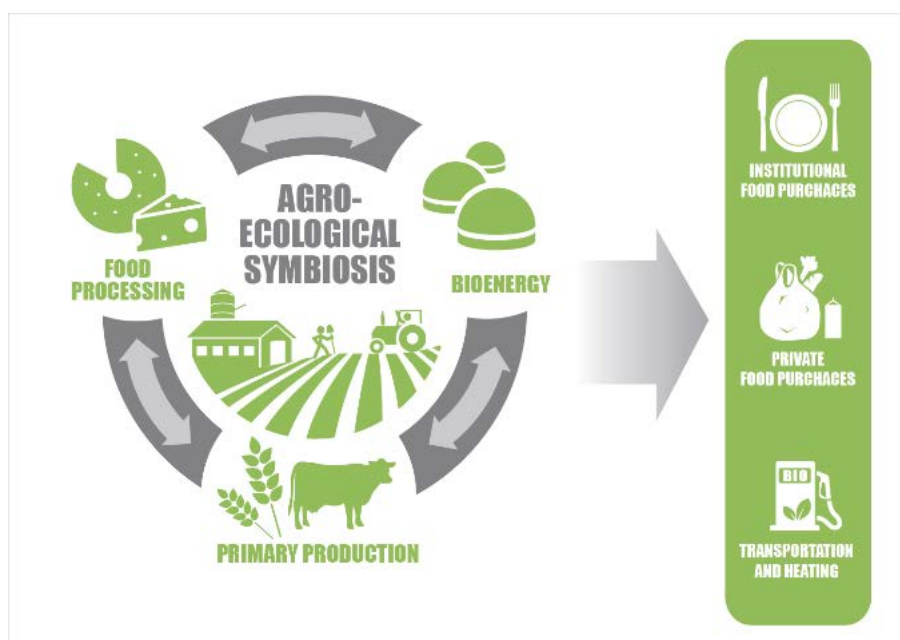 AGRO-
ECOLOGICAL
SYMBIOSIS
FOOD
PROCESSING
BIOENERGY
PRIMARY PRODUCTION
INSTITUTIONAL
FOOD PURCHACES
PRIVATE
FOOD PURCHACES
BIO
TRANSPORTATION
AND HEATING